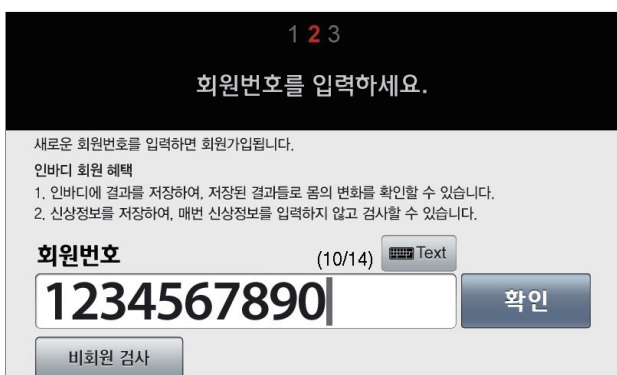 1 2 3
회원번호를 입력하세요.
새로운 회원번호를 입력하면 회원가입됩니다.
인바디 회원 혜택
1. 인바디에 결과를 저장하여, 저장된 결과들로 몸의 변화를 확인할 수 있습니다.
2. 신상정보를 저장하여, 매번 신상정보를 입력하지 않고 검사할 수 있습니다.
회원번호 (10/14) Text
1234567890 확인
비회원 검사